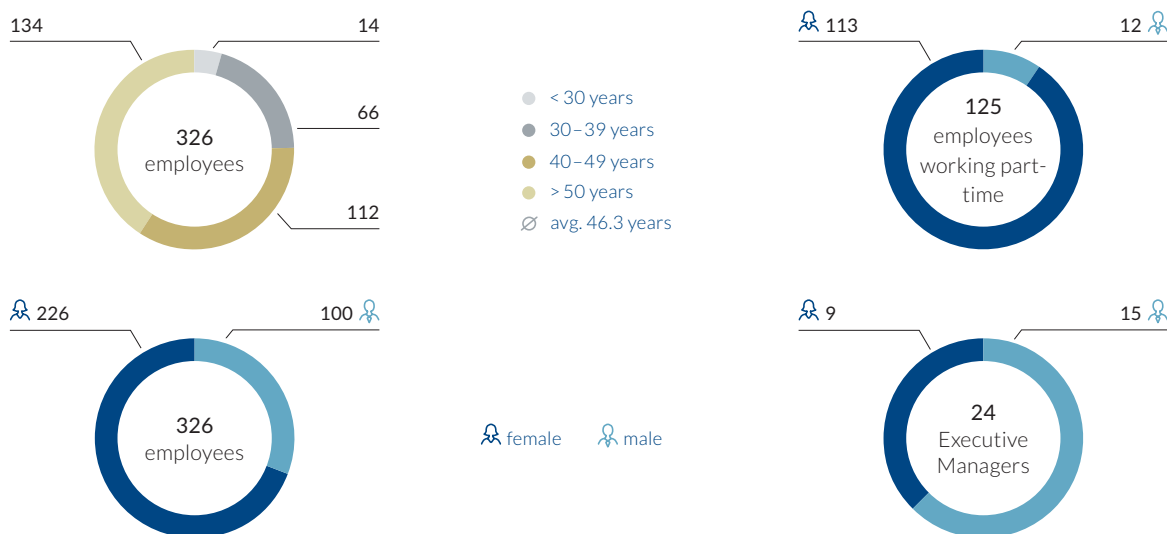 134
14
66
112
326
employees
< 30 years
30–39 years
40–49 years
> 50 years
avg. 46.3 years
113
12
125
employees
working part-
time
226
100
326
employees
female
male
9
15
24
Executive
Managers